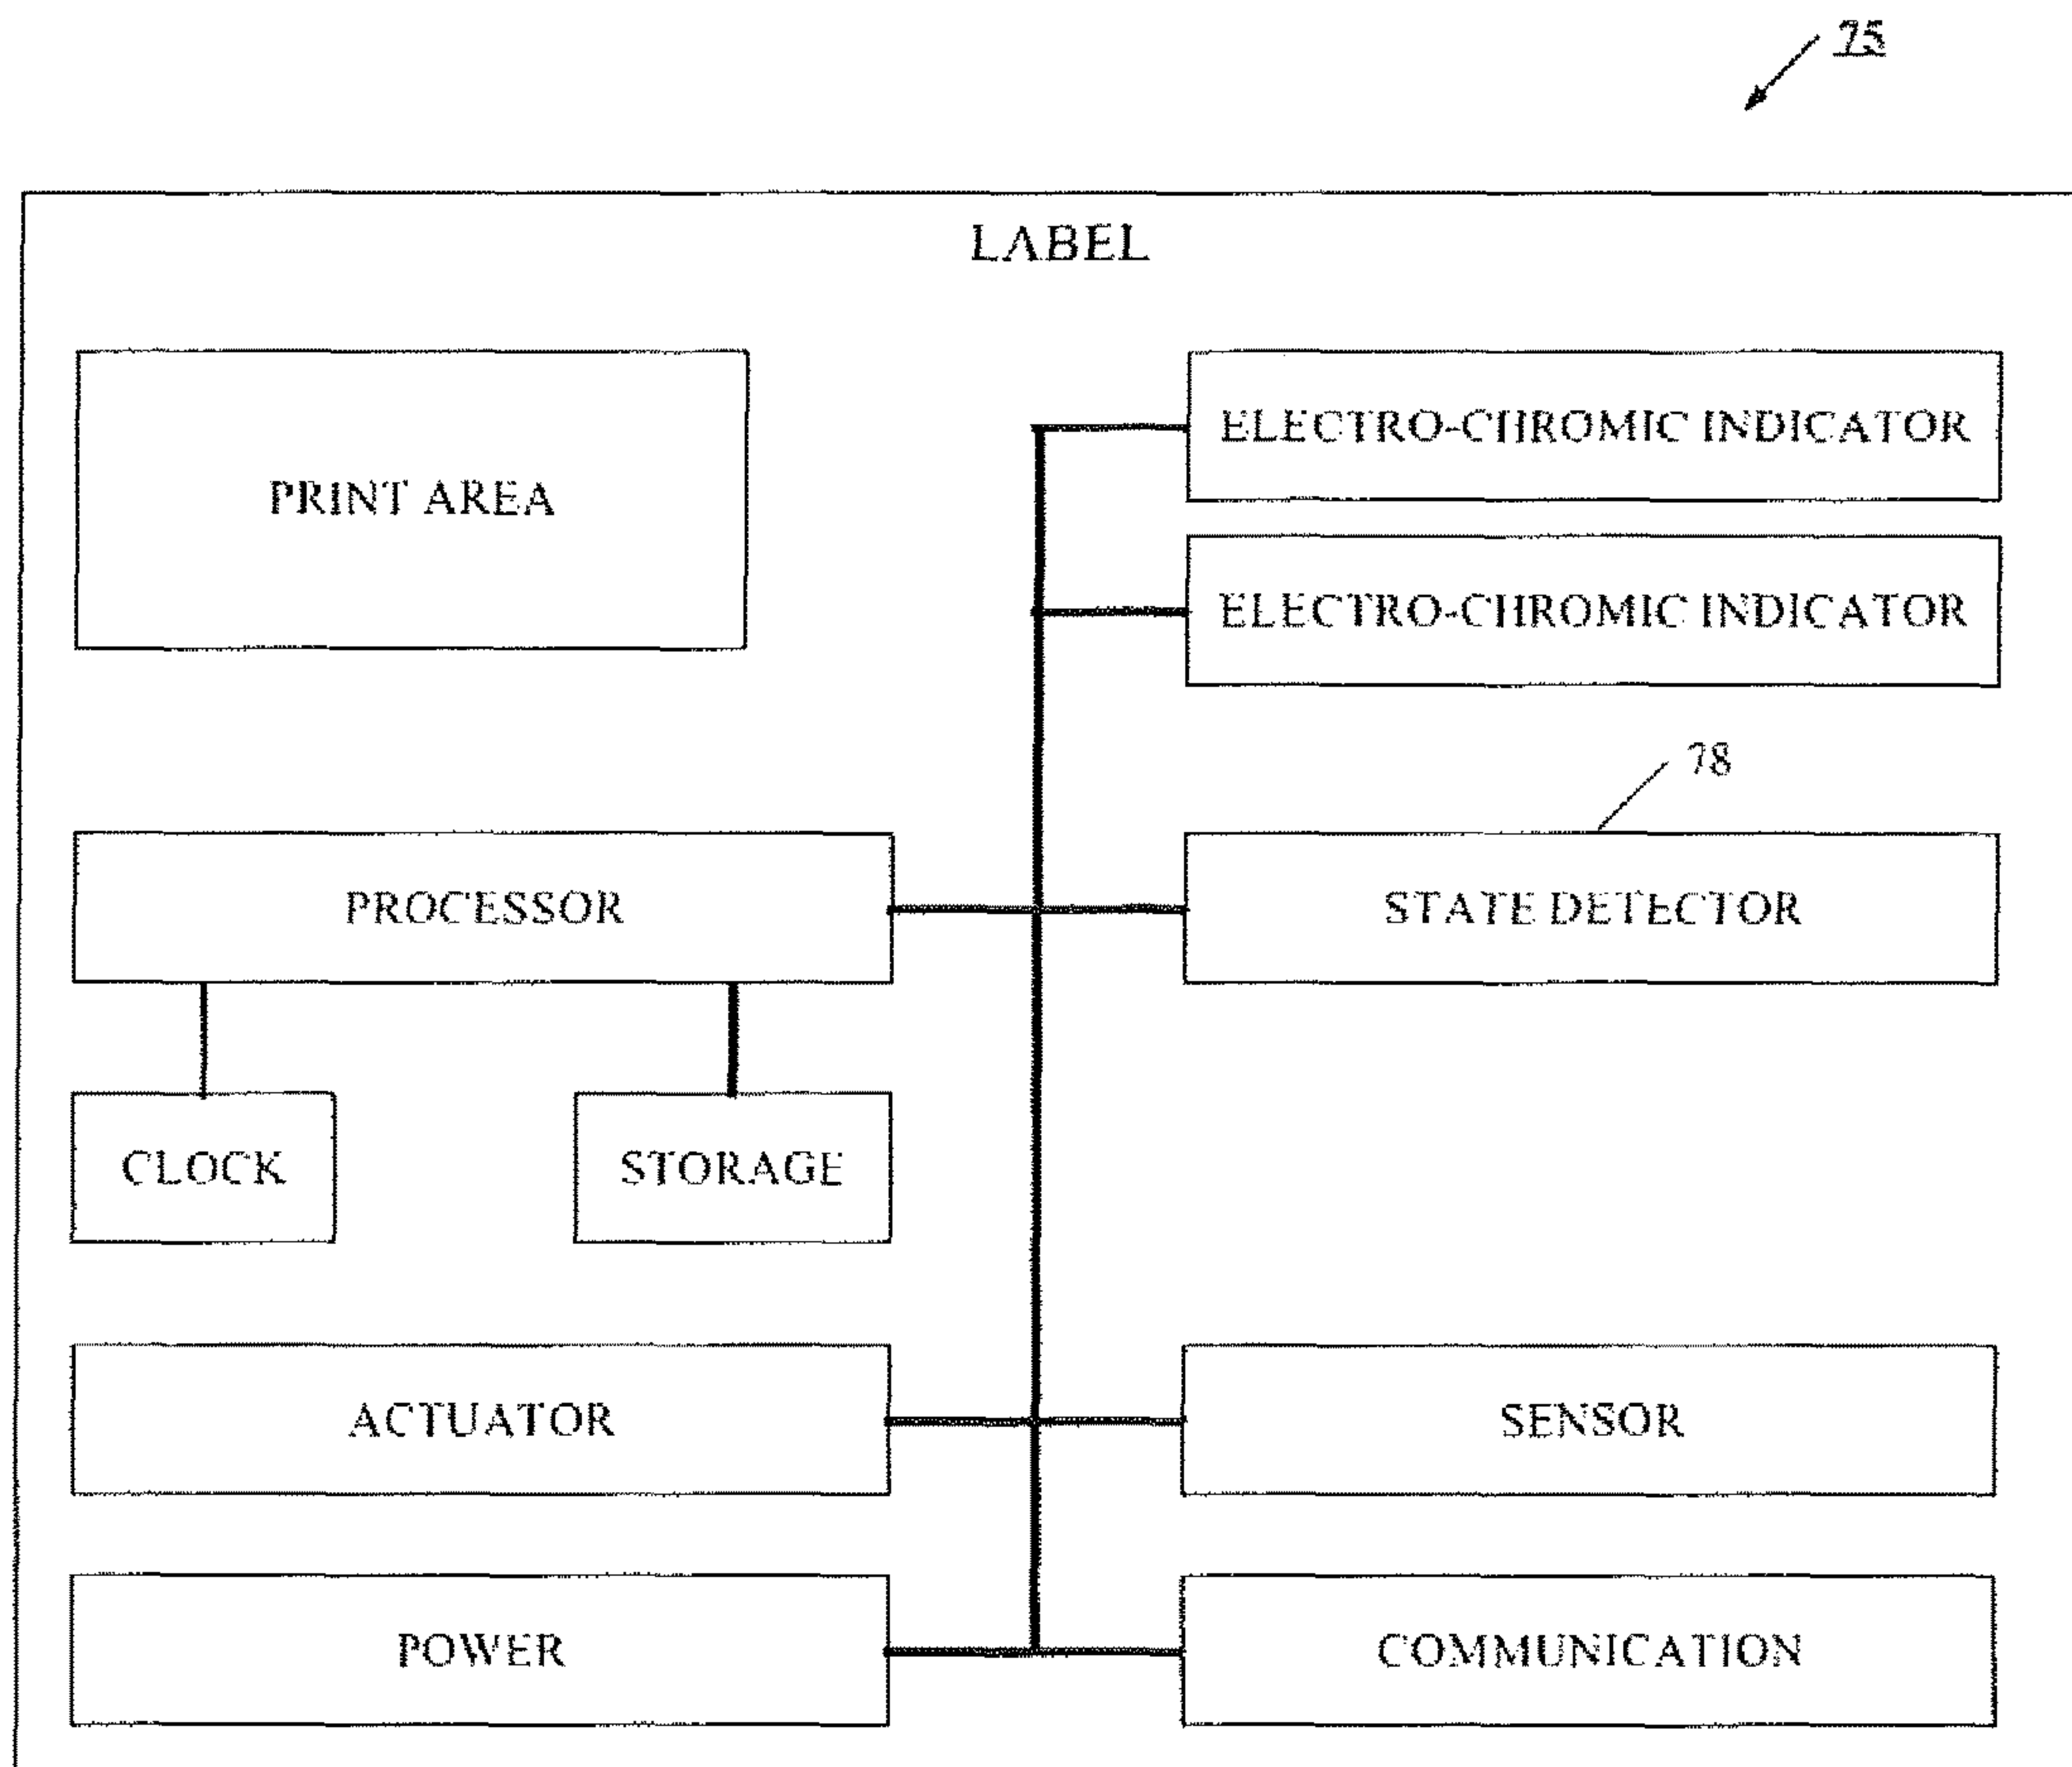 75
LABEL
PRINT AREA
ELECTRO-CHROMIC INDICATOR
ELECTRO-CHROMIC INDICATOR
78
PROCESSOR
STATE DETECTOR
CLOCK
STORAGE
ACTUATOR
SENSOR
POWER
COMMUNICATION